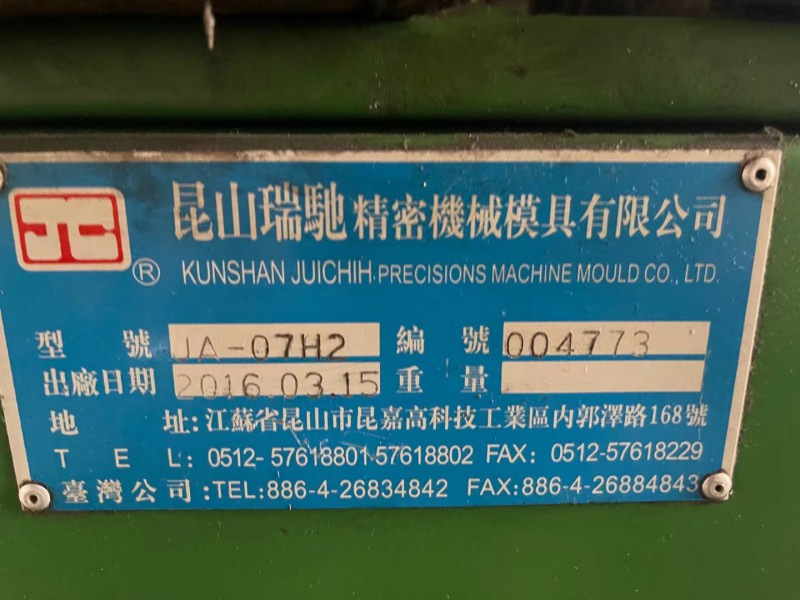 JC
昆山瑞馳精密機械模具有限公司
® KUNSHAN JUICHIH PRECISIONS MACHINE MOULD CO., LTD.
型 號 JA-07H2 編 號 004773
出廠日期 2016.03.15 重 量
地 址: 江蘇省昆山市昆嘉高科技工業區内郭澤路168號
T E L: 0512-57618801·57618802 FAX: 0512-57618229
臺灣公司:TEL:886-4-26834842 FAX:886-4-26884843